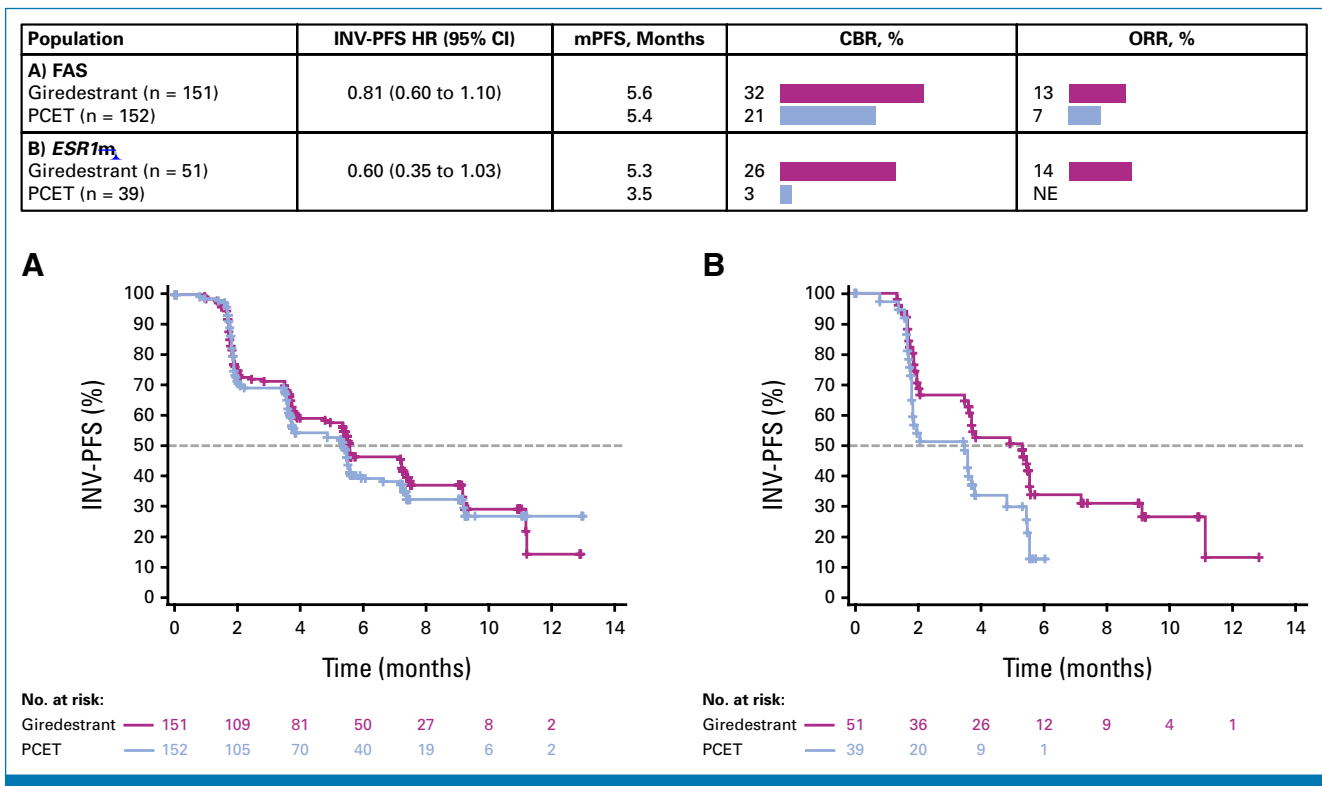 Population INV-PFS HR (95% CI) mPFS, Months CBR, % ORR, %
A) FAS
Giredestrant (n = 151) 0.81 (0.60 to 1.10) 5.6 32 13
PCET (n = 152) 5.4 21 7
B) ESR1m
Giredestrant (n = 51) 0.60 (0.35 to 1.03) 5.3 26 14
PCET (n = 39) 3.5 3 NE
A
INV-PFS (%)
100
90
80
70
60
50
40
30
20
10
0
0 2 4 6 8 10 12 14
Time (months)
No. at risk:
Giredestrant 151 109 81 50 27 8 2
PCET 152 105 70 40 19 6 2
B
INV-PFS (%)
100
90
80
70
60
50
40
30
20
10
0
0 2 4 6 8 10 12 14
Time (months)
No. at risk:
Giredestrant 51 36 26 12 9 4 1
PCET 39 20 9 1